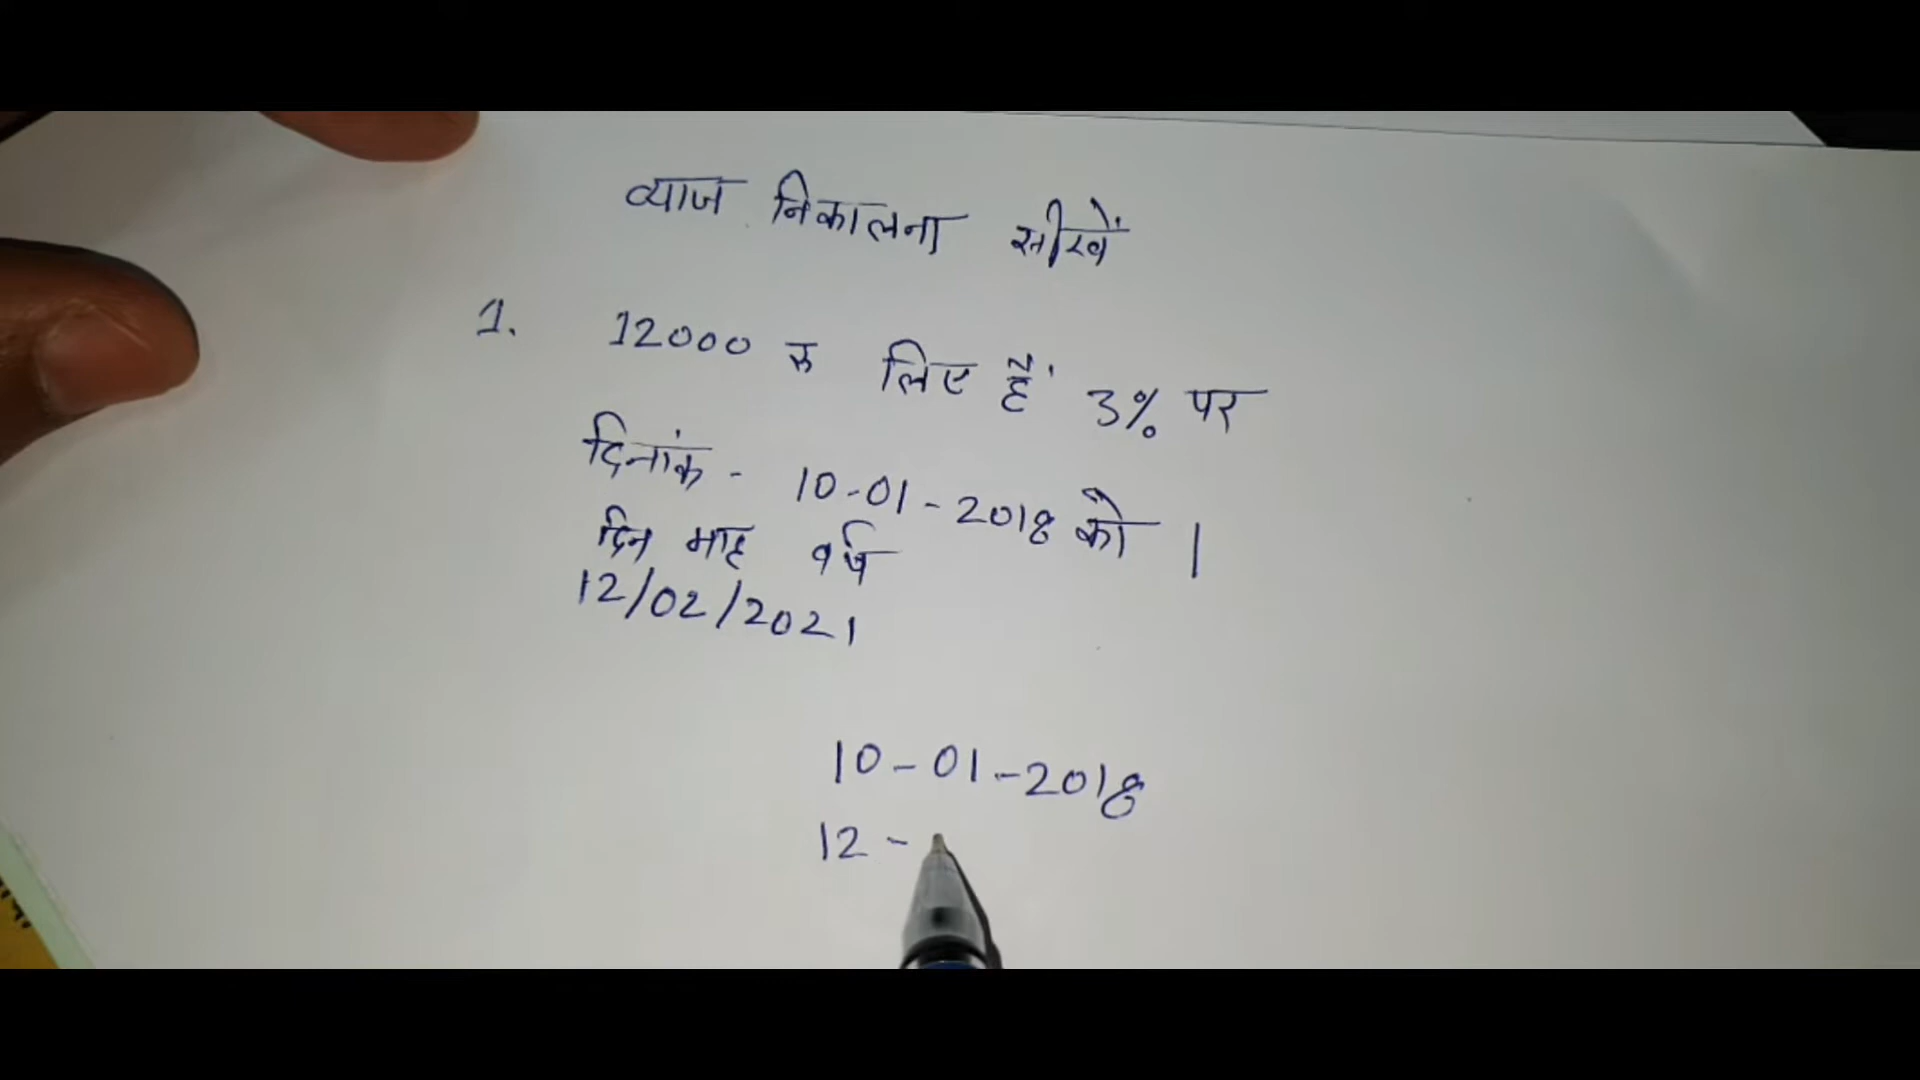 व्याज निकालना सीखें
1. 12000 रु लिए हैं 3% पर
दिनांक - 10-01-2018 को |
दिन माह वर्ष
12/02/2021
10-01-2018
12 -